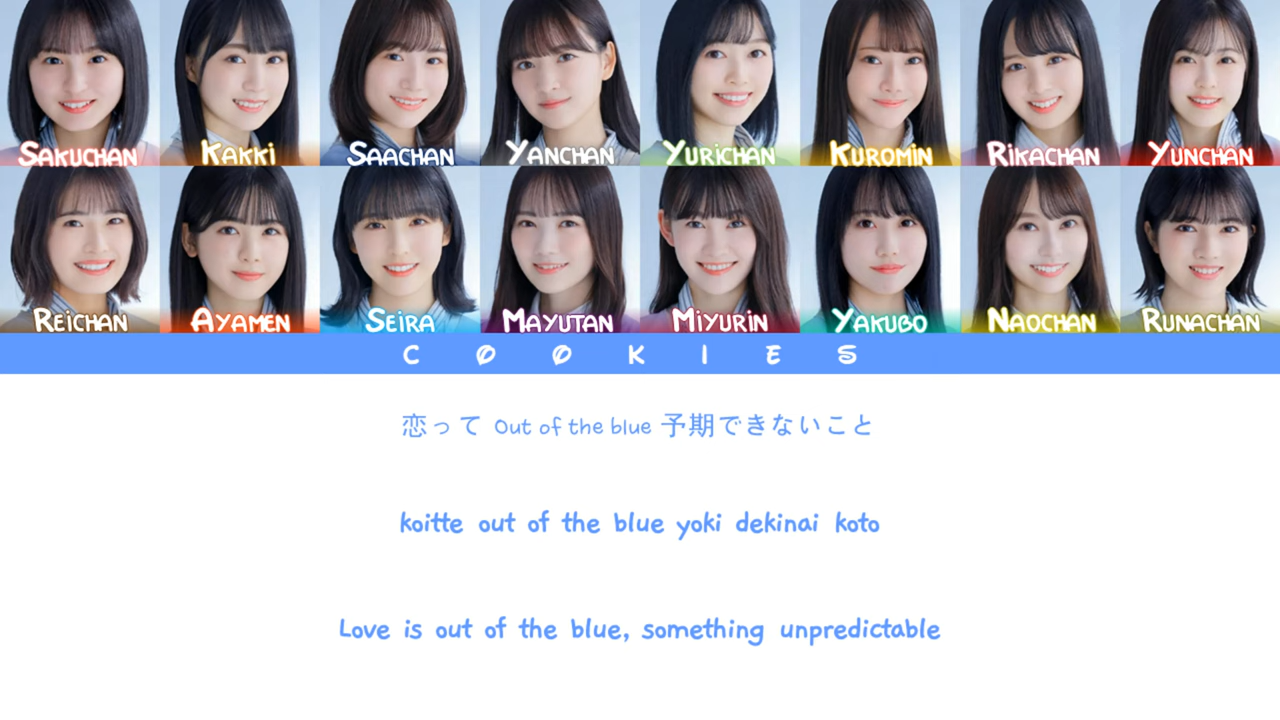 SAKUCHAN KAKKI SAACHAN YANCHAN YURICHAN KUROMIN RIKACHAN YUNCHAN
REICHAN AYAMEN SEIRA MAYUTAN MIYURIN YAKUBO NAOCHAN RUNACHAN
COOKIES
恋って Out of the blue 予期できないこと
koitte out of the blue yoki dekinai koto
Love is out of the blue, something unpredictable